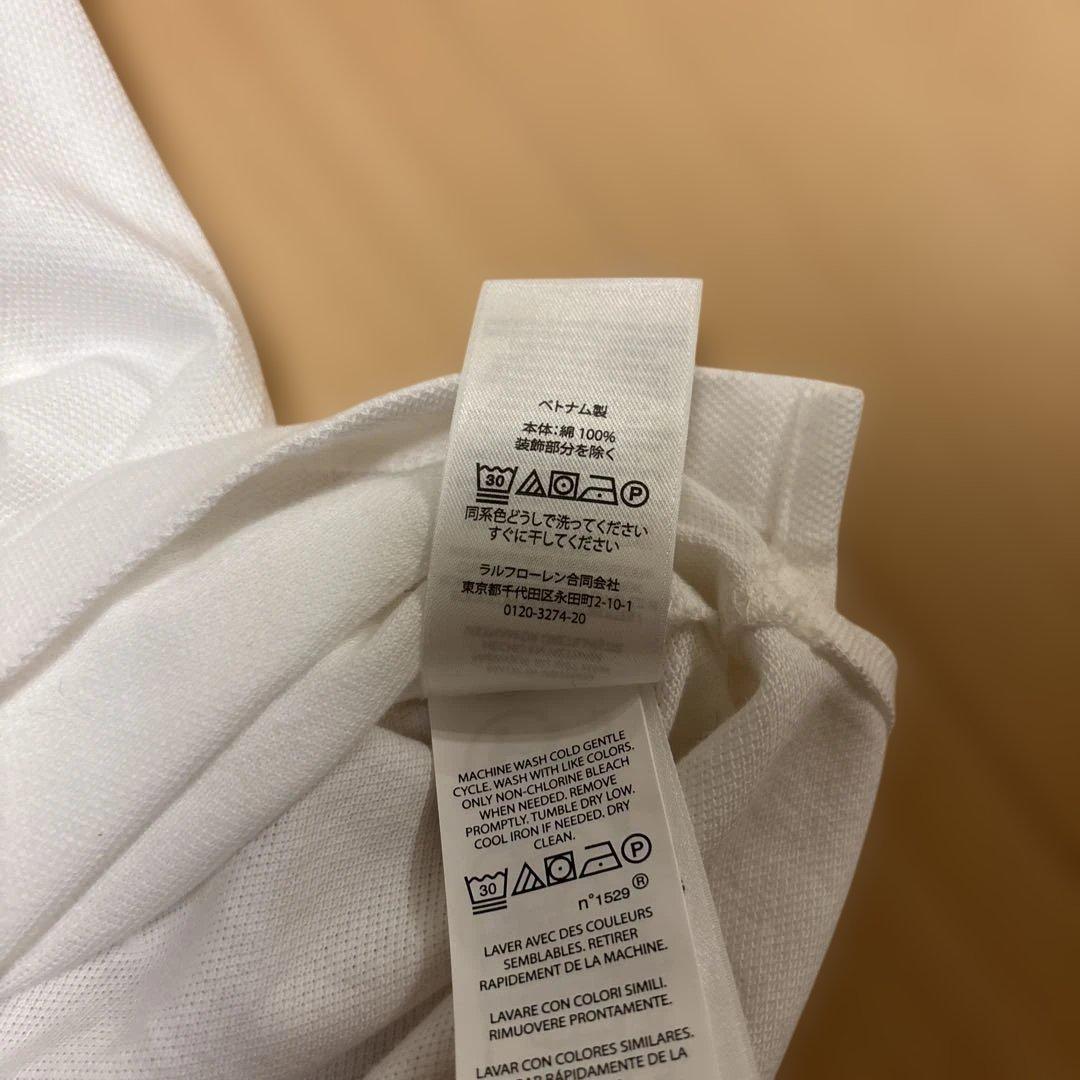 ベトナム製
本体:綿 100%
装飾部分を除く
30 P
同系色どうしで洗ってください
すぐに干してください
ラルフローレン合同会社
東京都千代田区永田町2-10-1
0120-3274-20
MACHINE WASH COLD GENTLE
CYCLE. WASH WITH LIKE COLORS.
ONLY NON-CHLORINE BLEACH
WHEN NEEDED. REMOVE
PROMPTLY. TUMBLE DRY LOW.
COOL IRON IF NEEDED. DRY
CLEAN.
30 P
n°1529 ®
LAVER AVEC DES COULEURS
SEMBLABLES. RETIRER
RAPIDEMENT DE LA MACHINE.
LAVARE CON COLORI SIMILI.
RIMUOVERE PRONTAMENTE.
LAVAR CON COLORES SIMILARES.
RÁPIDAMENTE DE LA